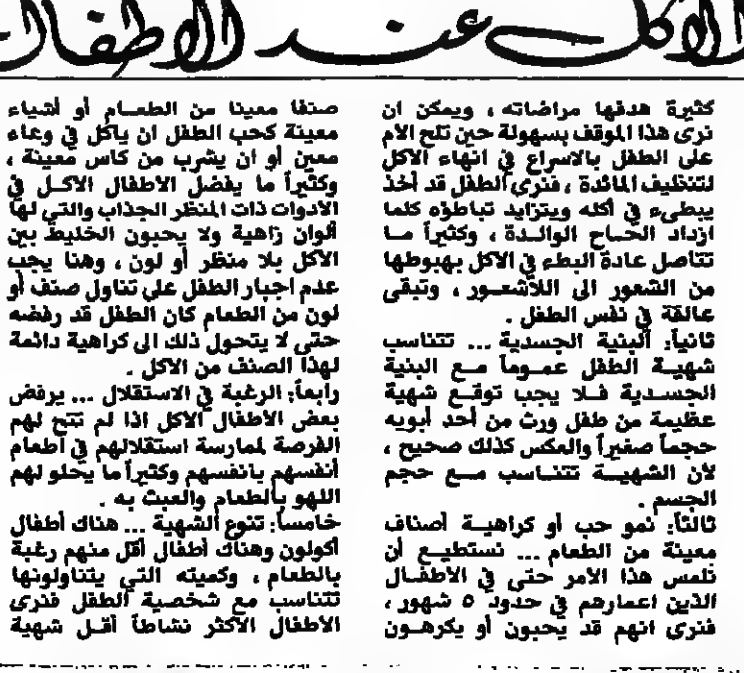 الاكل عند الاطفال
كثيرة هدفها مراضاته ، ويمكن ان
نرى هذا الموقف بسهولة حين تلح الام
على الطفل بالاسراع في انهاء الاكل
لتنظيف المائدة ، فنرى الطفل قد أخذ
يبطىء في أكله ويتزايد تباطؤه كلما
ازداد الحاح الوالدة ، وكثيراً ما
تتأصل عادة البطء في الاكل بهبوطها
من الشعور الى اللاشعور ، وتبقى
عالقة في نفس الطفل .
ثانياً: البنية الجسدية ... تتناسب
شهية الطفل عموماً مع البنية
الجسدية فلا يجب توقع شهية
عظيمة من طفل ورث من أحد أبويه
حجماً صغيراً والعكس كذلك صحيح ،
لأن الشهية تتناسب مع حجم
الجسم .
ثالثاً: نمو حب أو كراهية أصناف
معينة من الطعام ... نستطيع أن
نلمس هذا الامر حتى في الاطفال
الذين اعمارهم في حدود ٥ شهور ،
فنرى انهم قد يحبون أو يكرهون
صنفا معينا من الطعام أو أشياء
معينة كحب الطفل ان ياكل في وعاء
معين أو ان يشرب من كاس معينة ،
وكثيراً ما يفضل الاطفال الاكل في
الادوات ذات المنظر الجذاب والتي لها
ألوان زاهية ولا يحبون الخليط بين
الاكل بلا منظر أو لون ، وهنا يجب
عدم اجبار الطفل على تناول صنف أو
لون من الطعام كان الطفل قد رفضه
حتى لا يتحول ذلك الى كراهية دائمة
لهذا الصنف من الاكل .
رابعاً: الرغبة في الاستقلال ... يرفض
بعض الاطفال الاكل اذا لم تتح لهم
الفرصة لممارسة استقلالهم في اطعام
أنفسهم بانفسهم وكثيراً ما يحلو لهم
اللهو بالطعام والعبث به .
خامساً: تنوع الشهية ... هناك أطفال
أكولون وهناك أطفال أقل منهم رغبة
بالطعام ، وكميته التي يتناولونها
تتناسب مع شخصية الطفل فنرى
الاطفال الاكثر نشاطاً أقل شهية